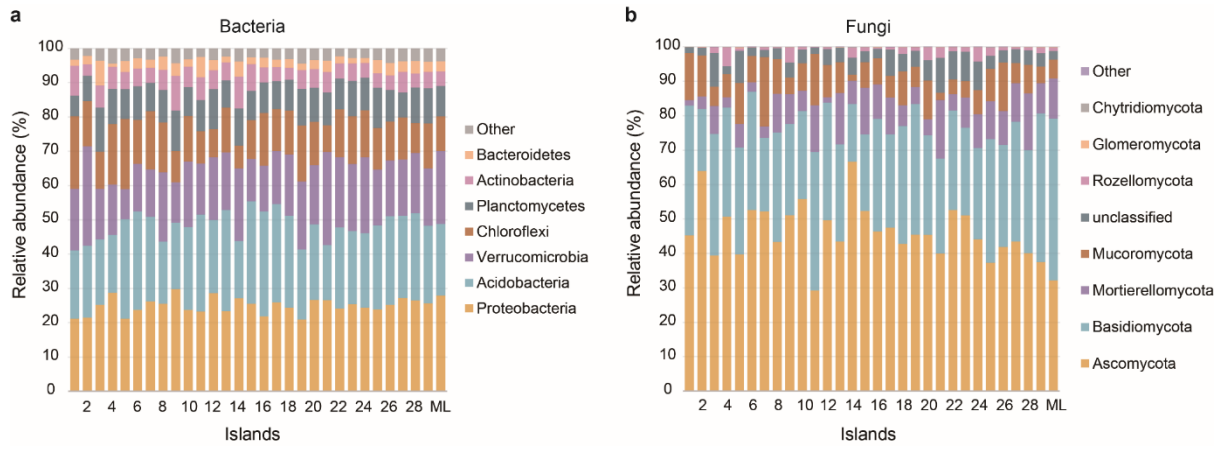 a
Bacteria
Relative abundance (%)
100
90
80
70
60
50
40
30
20
10
0
2 4 6 8 10 12 14 16 18 20 22 24 26 28 ML
Islands
Other
Bacteroidetes
Actinobacteria
Planctomycetes
Chloroflexi
Verrucomicrobia
Acidobacteria
Proteobacteria
b
Fungi
Relative abundance (%)
100
90
80
70
60
50
40
30
20
10
0
2 4 6 8 10 12 14 16 18 20 22 24 26 28 ML
Islands
Other
Chytridiomycota
Glomeromycota
Rozellomycota
unclassified
Mucoromycota
Mortierellomycota
Basidiomycota
Ascomycota